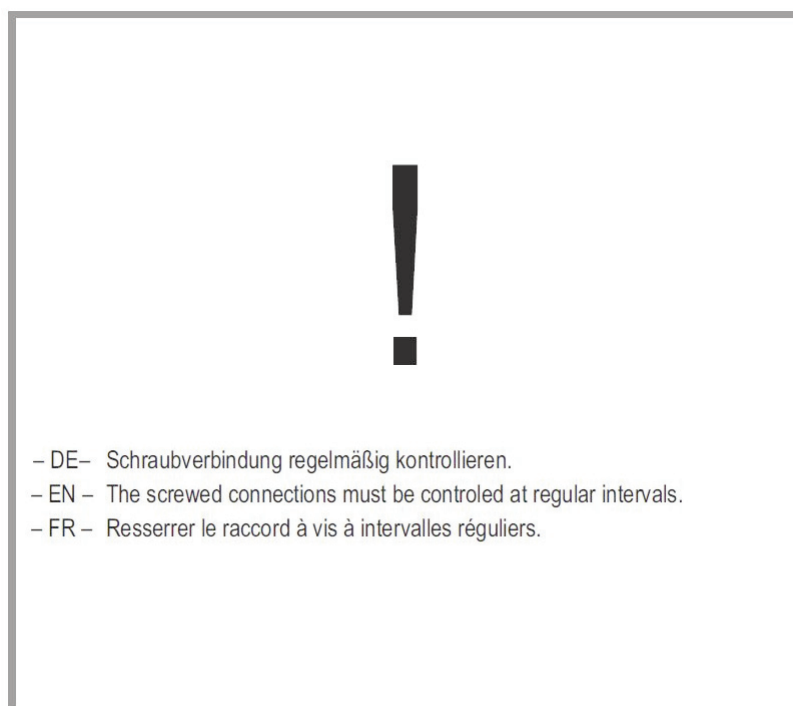 !
– DE– Schraubverbindung regelmäßig kontrollieren.
– EN – The screwed connections must be controled at regular intervals.
– FR – Resserrer le raccord à vis à intervalles réguliers.